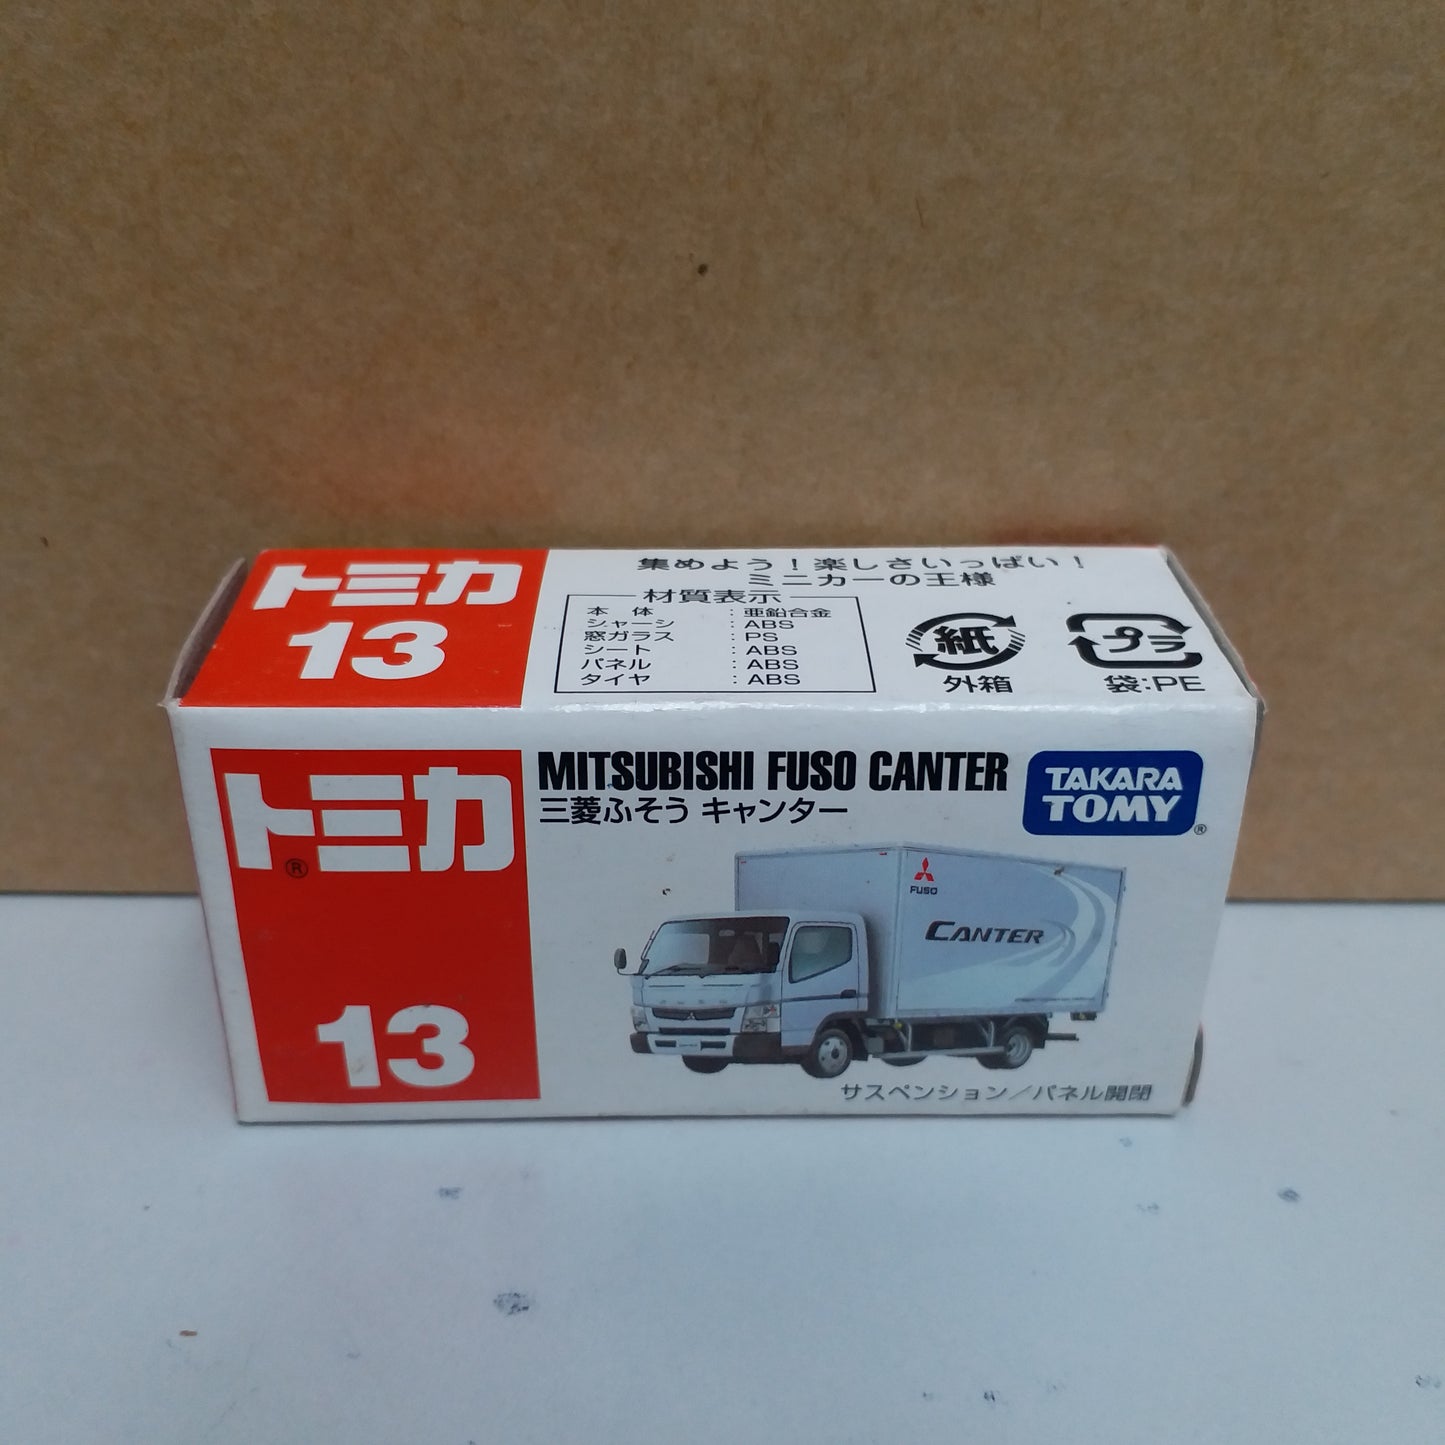 トミカ
13
集めよう！楽しさいっぱい！
ミニカーの王様
材質表示
本体：亜鉛合金
シャーシ：ABS
窓ガラス：PS
シート：ABS
パネル：ABS
タイヤ：ABS
紙
外箱
プラ
袋:PE
トミカ®
13
MITSUBISHI FUSO CANTER
三菱ふそう キャンター
TAKARA
TOMY®
FUSO
CANTER
FUSO
サスペンション／パネル開閉